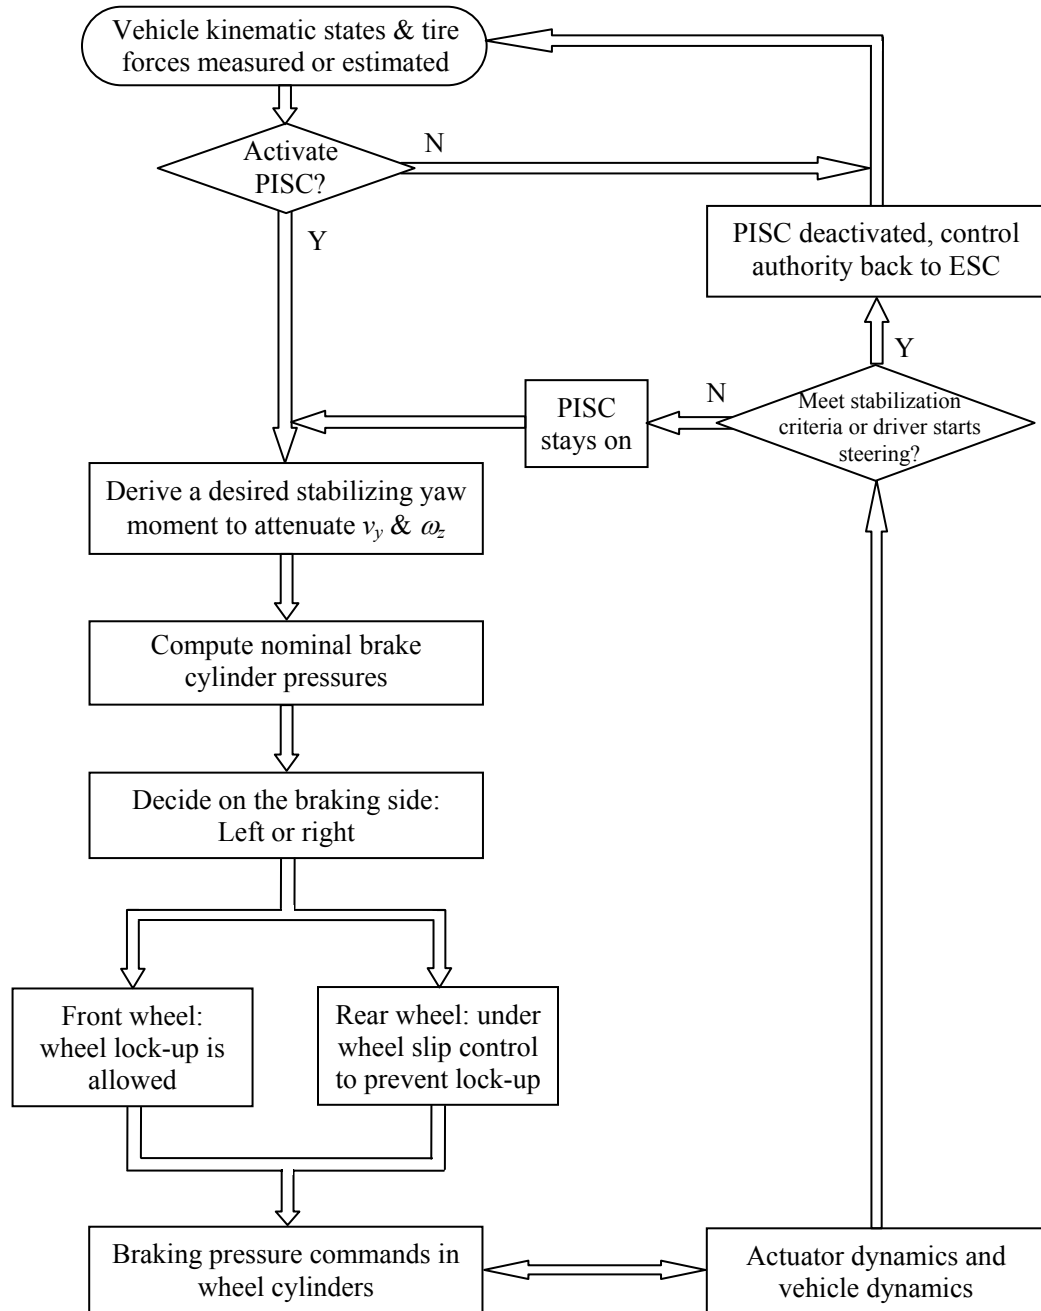 Vehicle kinematic states & tire
forces measured or estimated
Activate
PISC?
N
Y
PISC deactivated, control
authority back to ESC
Y
Meet stabilization
criteria or driver starts
steering?
N
PISC
stays on
Derive a desired stabilizing yaw
moment to attenuate v_y & ω_z
Compute nominal brake
cylinder pressures
Decide on the braking side:
Left or right
Front wheel:
wheel lock-up is
allowed
Rear wheel: under
wheel slip control
to prevent lock-up
Braking pressure commands in
wheel cylinders
Actuator dynamics and
vehicle dynamics